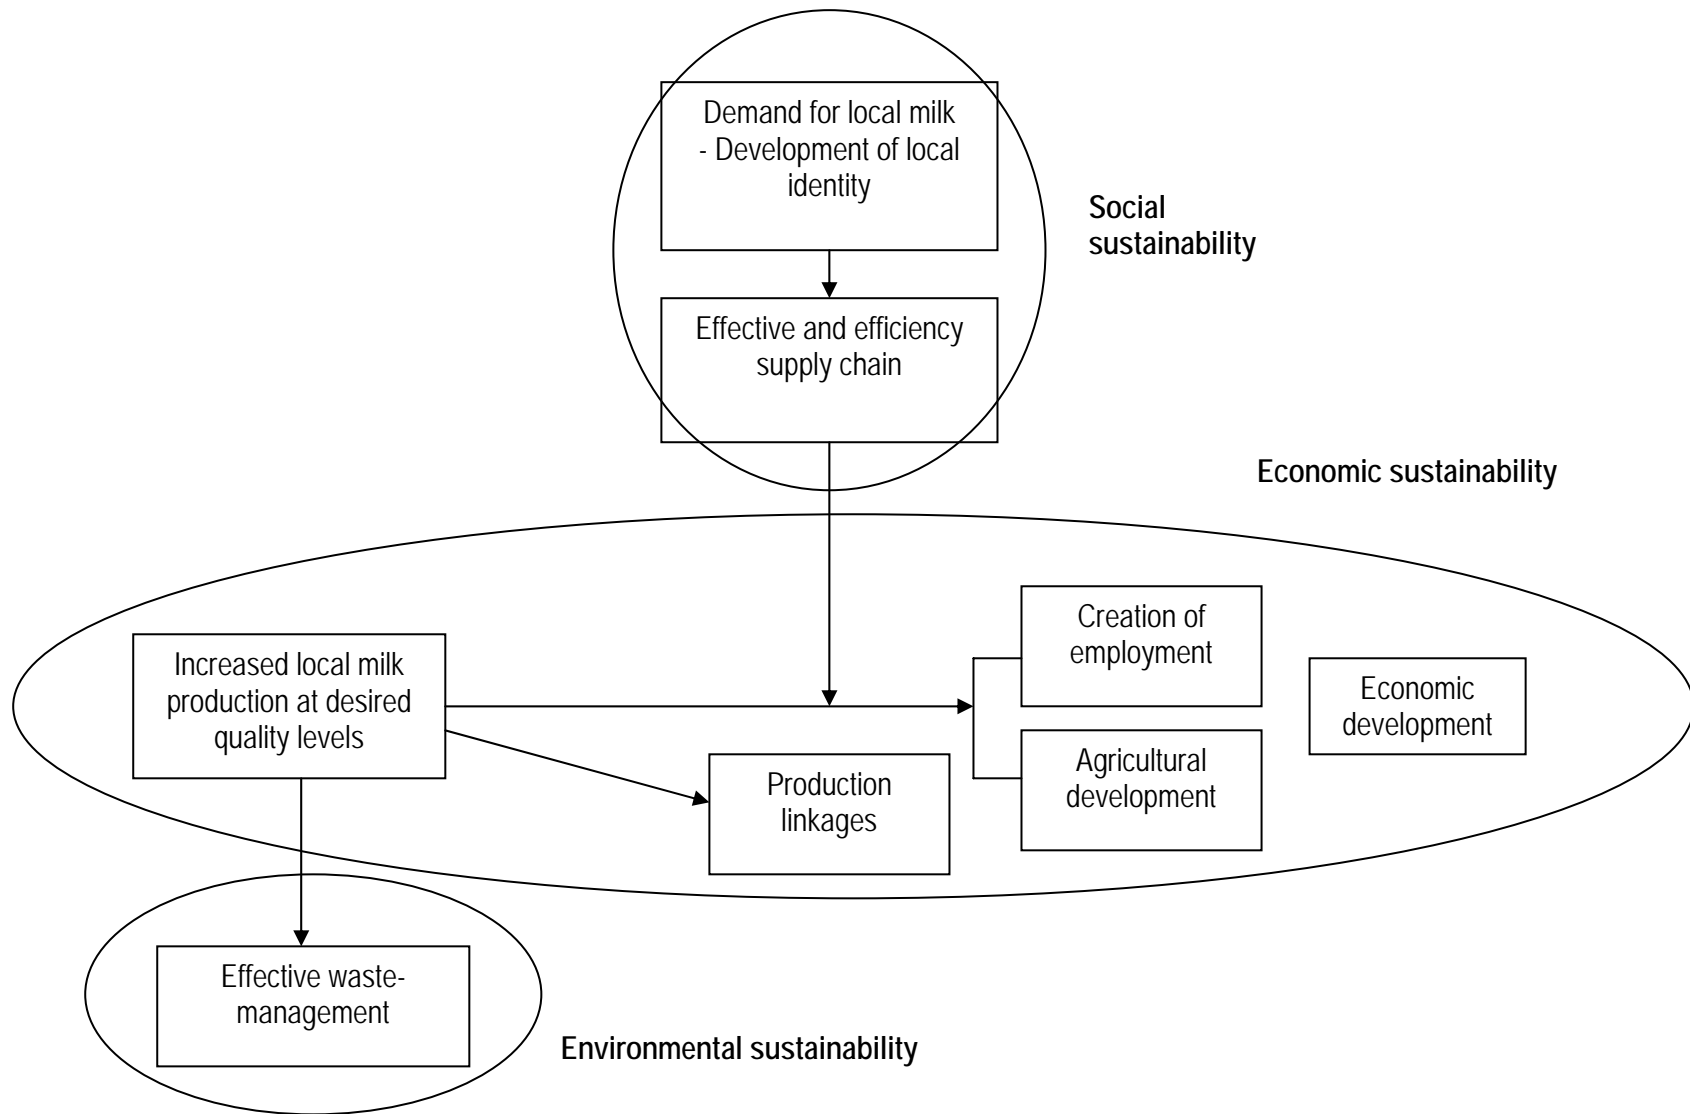 Demand for local milk
- Development of local
identity
Social
sustainability
Effective and efficiency
supply chain
Economic sustainability
Creation of
employment
Increased local milk
production at desired
quality levels
Economic
development
Production
linkages
Agricultural
development
Effective waste-
management
Environmental sustainability